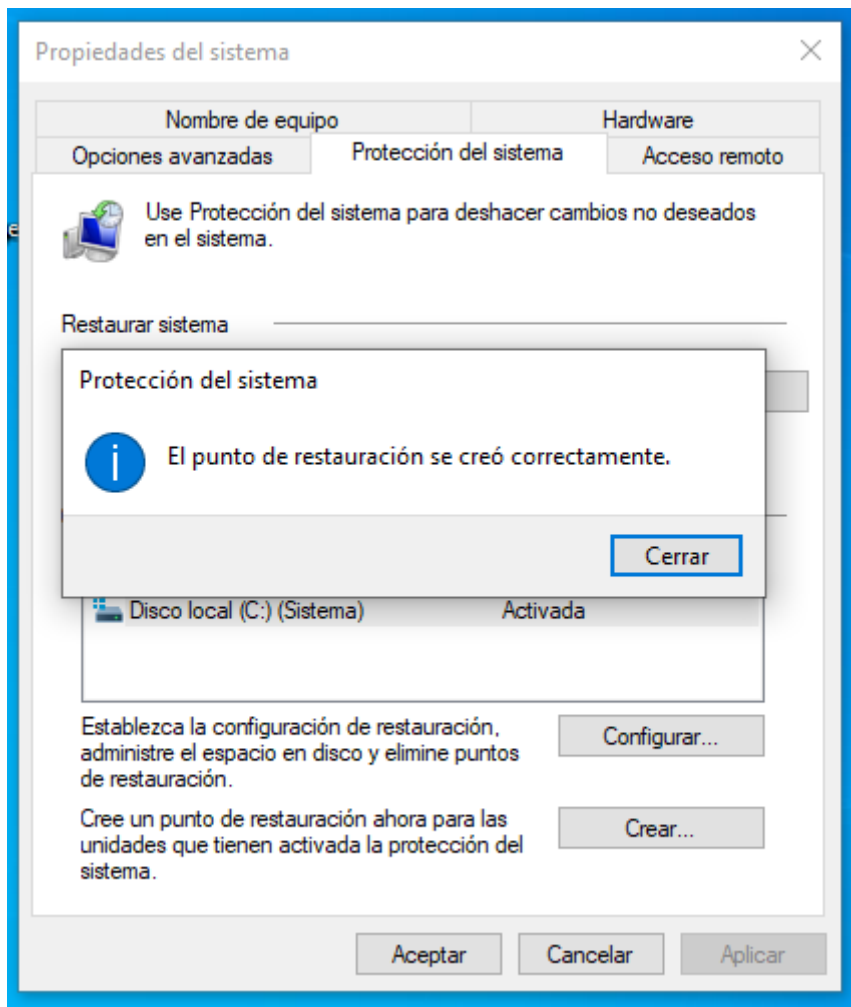 Propiedades del sistema
Nombre de equipo
Hardware
Opciones avanzadas
Protección del sistema
Acceso remoto
Use Protección del sistema para deshacer cambios no deseados
en el sistema.
Restaurar sistema
Protección del sistema
El punto de restauración se creó correctamente.
Cerrar
Disco local (C:) (Sistema)
Activada
Establezca la configuración de restauración,
administre el espacio en disco y elimine puntos
de restauración.
Configurar...
Cree un punto de restauración ahora para las
unidades que tienen activada la protección del
sistema.
Crear...
Aceptar
Cancelar
Aplicar